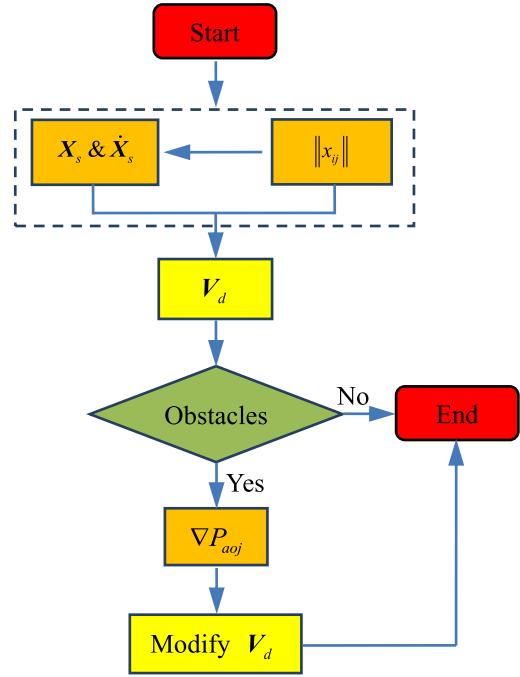 Start
X_s & Ẋ_s
‖x_ij‖
V_d
Obstacles
No
End
Yes
∇P_aoj
Modify V_d